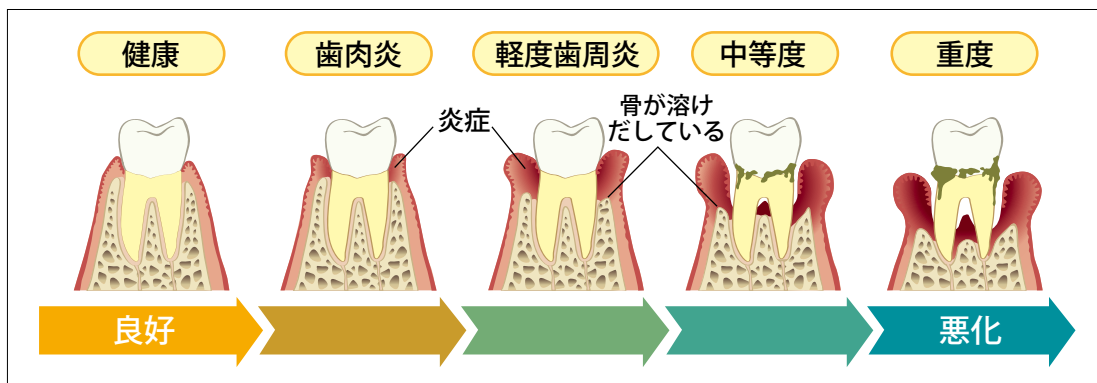 健康
歯肉炎
軽度歯周炎
中等度
重度
炎症
骨が溶け
だしている
良好
悪化